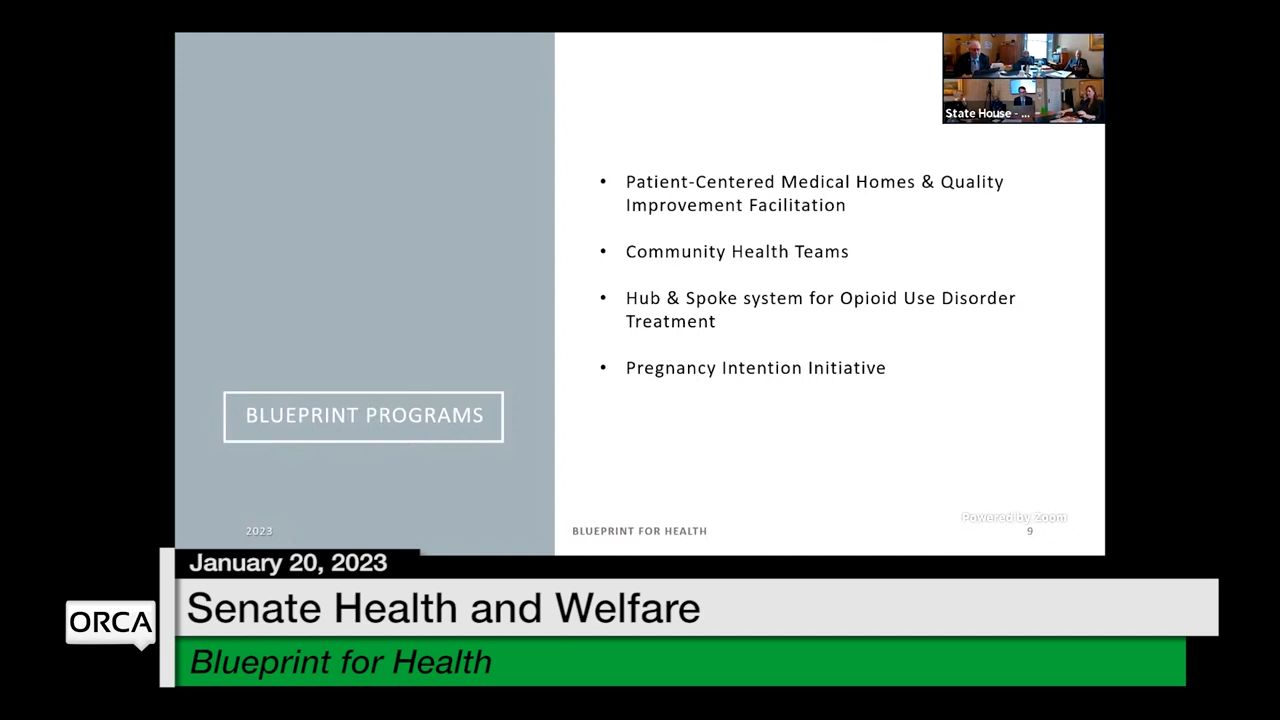 State House - ...
• Patient-Centered Medical Homes & Quality
Improvement Facilitation
• Community Health Teams
• Hub & Spoke system for Opioid Use Disorder
Treatment
• Pregnancy Intention Initiative
BLUEPRINT PROGRAMS
2023
BLUEPRINT FOR HEALTH
Powered by Zoom
9
January 20, 2023
ORCA
Senate Health and Welfare
Blueprint for Health